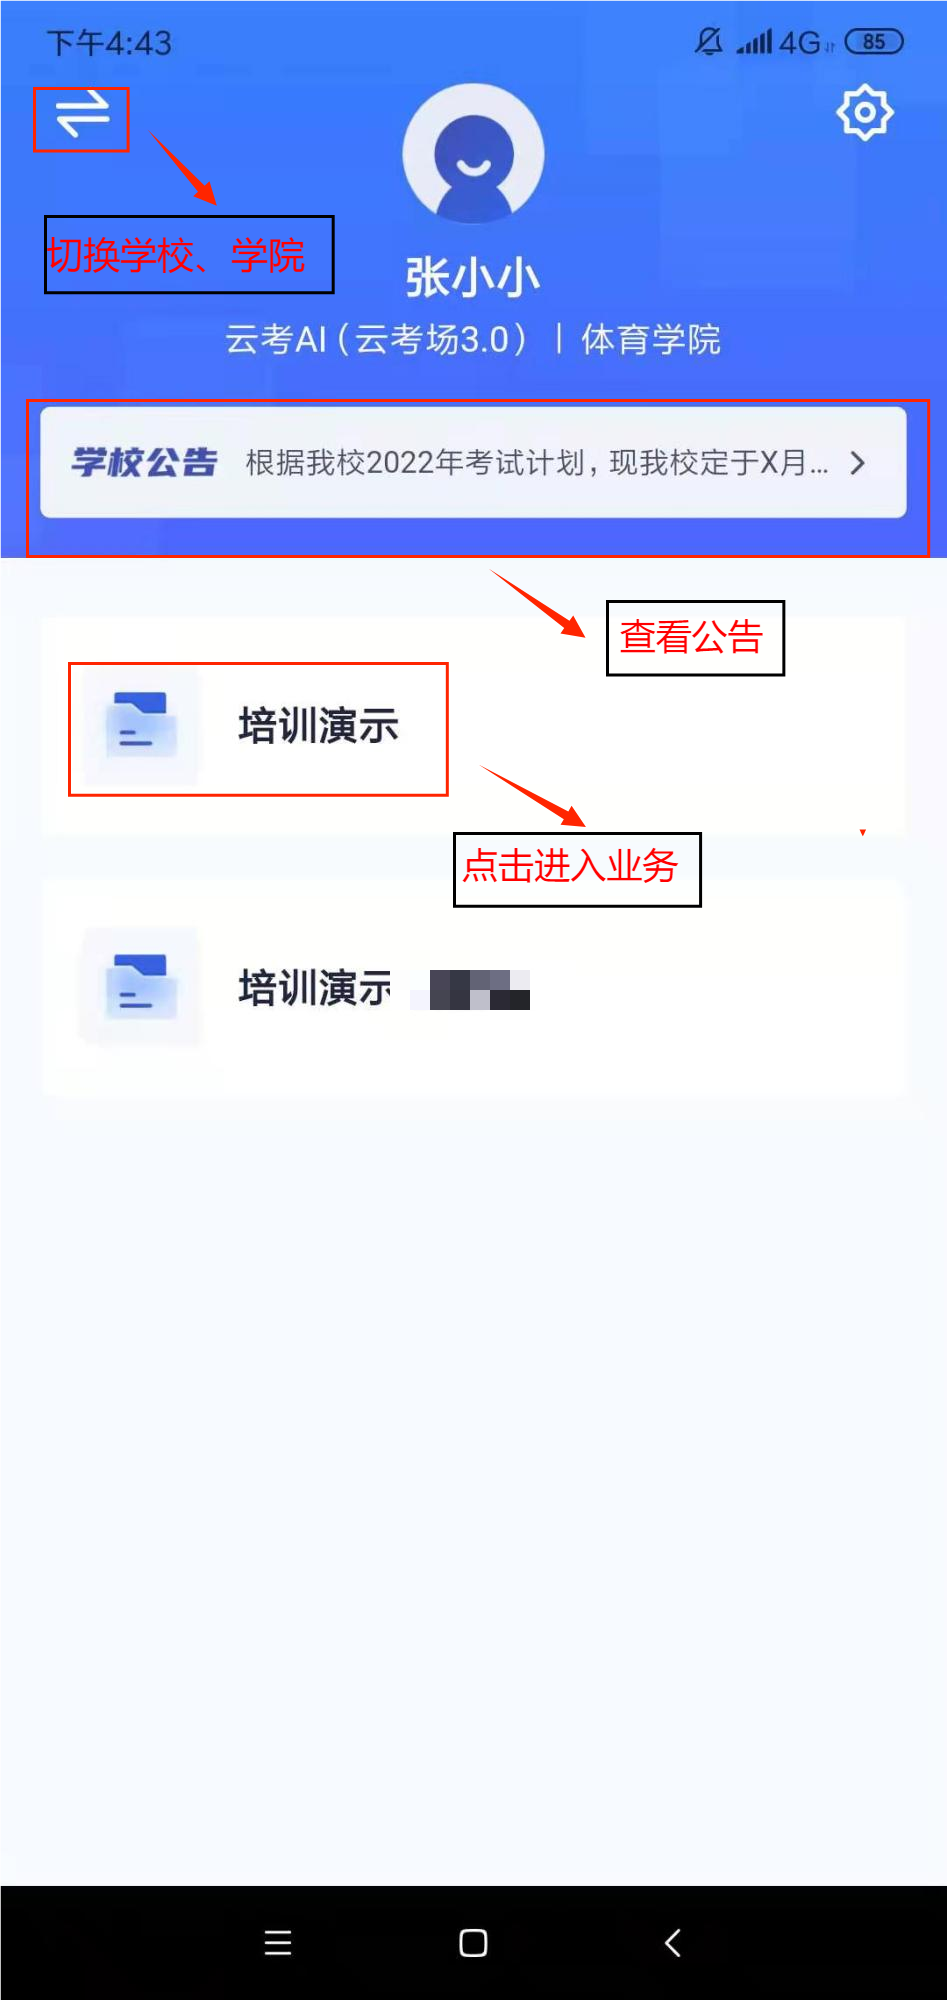 下午4:43 4G 85
切换学校、学院
张小小
云考AI（云考场3.0）｜体育学院
学校公告 根据我校2022年考试计划，现我校定于X月...
查看公告
培训演示
点击进入业务
培训演示